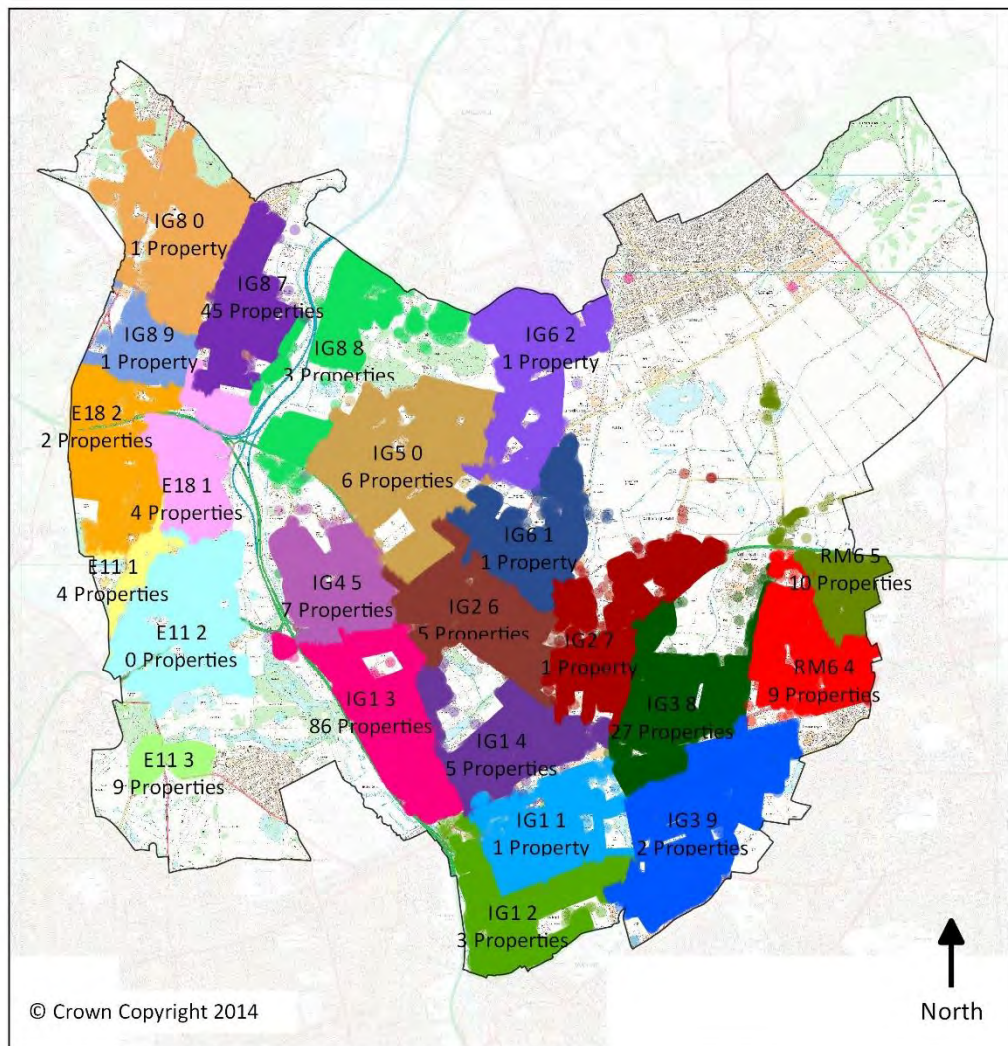 IG8 0
1 Property
IG8 7
45 Properties
IG8 9
1 Property
IG8 8
3 Properties
IG6 2
1 Property
E18 2
2 Properties
IG5 0
6 Properties
E18 1
4 Properties
IG6 1
1 Property
RM6 5
10 Properties
E11 1
4 Properties
IG4 5
7 Properties
IG2 6
5 Properties
E11 2
0 Properties
IG2 7
1 Property
RM6 4
9 Properties
IG1 3
86 Properties
IG3 8
27 Properties
IG1 4
5 Properties
E11 3
9 Properties
IG1 1
1 Property
IG3 9
2 Properties
IG1 2
3 Properties
© Crown Copyright 2014
North